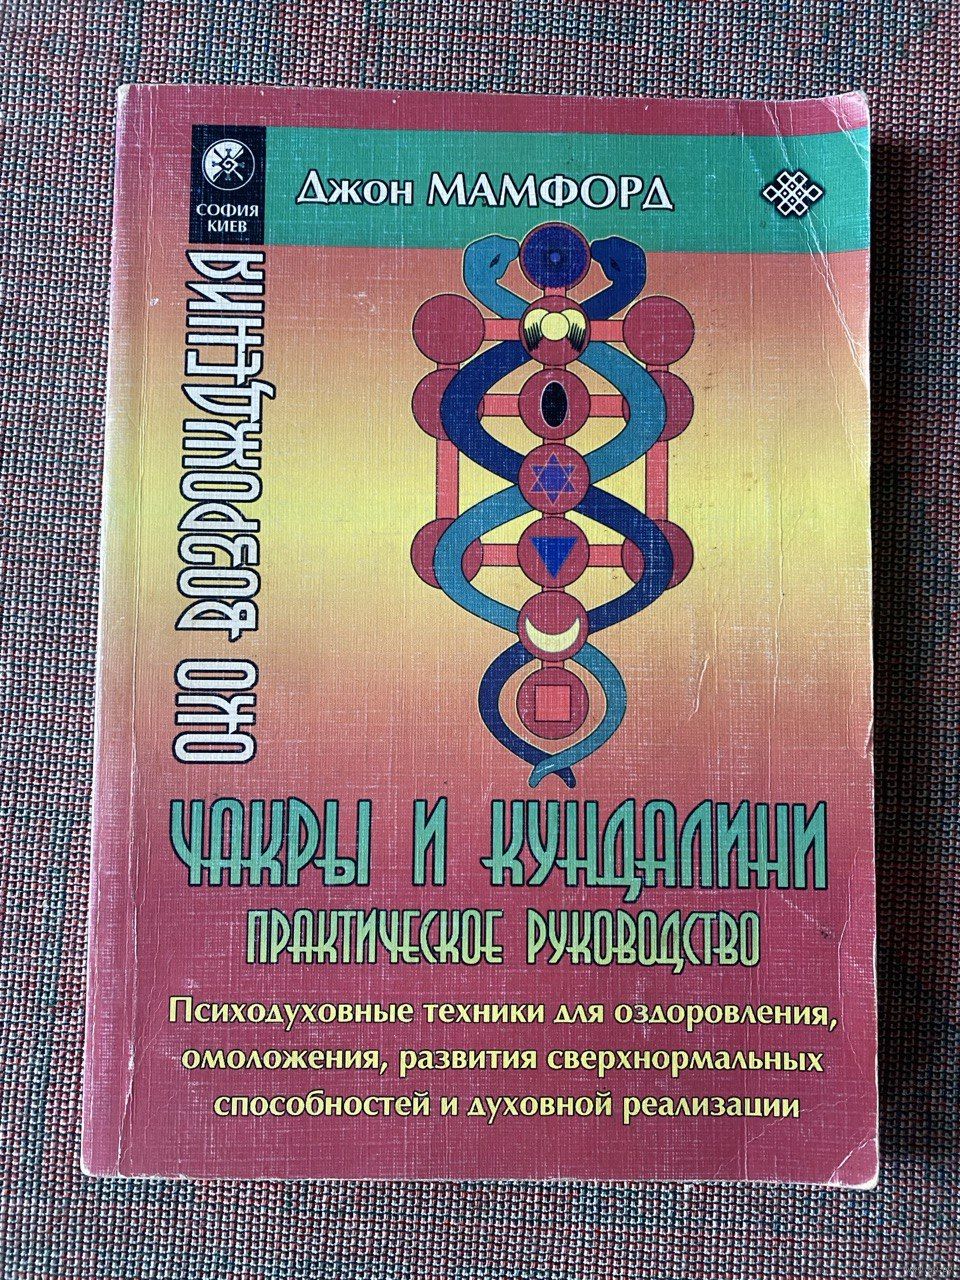 СОФИЯ
КИЕВ
Джон МАМФОРД
ОКО ВОЗРОЖДЕНИЯ
ЧАКРЫ И КУНДАЛИНИ
ПРАКТИЧЕСКОЕ РУКОВОДСТВО
Психодуховные техники для оздоровления,
омоложения, развития сверхнормальных
способностей и духовной реализации